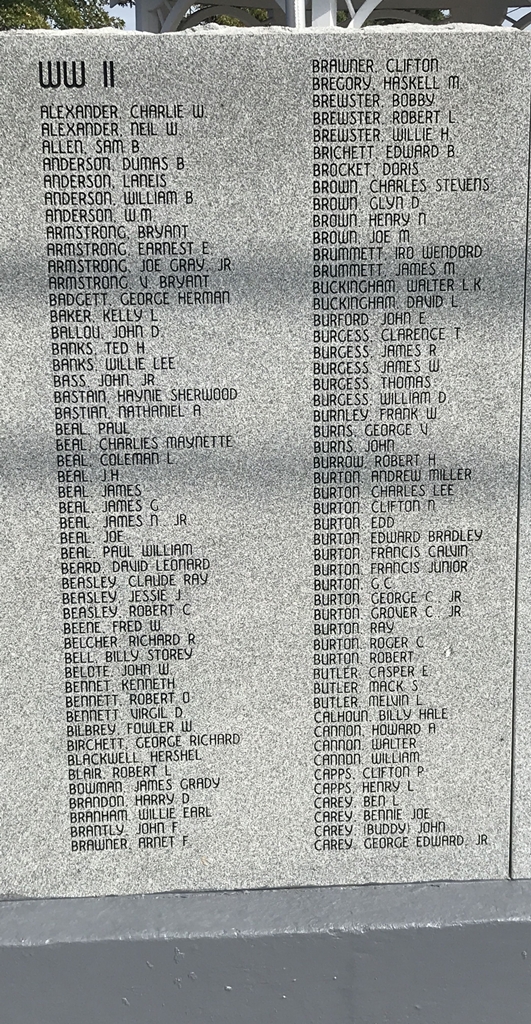 WW II
ALEXANDER, CHARLIE W.
ALEXANDER, NEIL W.
ALLEN, SAM B.
ANDERSON, DUMAS B.
ANDERSON, LANEIS
ANDERSON, WILLIAM B.
ANDERSON, W.M.
ARMSTRONG, BRYANT
ARMSTRONG, EARNEST E.
ARMSTRONG, JOE GRAY, JR.
ARMSTRONG, V. BRYANT
BADGETT, GEORGE HERMAN
BAKER, KELLY L.
BALLOU, JOHN D.
BANKS, TED H.
BANKS, WILLIE LEE
BASS, JOHN, JR.
BASTAIN, HAYNIE SHERWOOD
BASTIAN, NATHANIEL A.
BEAL, PAUL
BEAL, CHARLIES MAYNETTE
BEAL, COLEMAN L.
BEAL, J.H.
BEAL, JAMES
BEAL, JAMES C.
BEAL, JAMES N., JR.
BEAL, JOE
BEAL, PAUL WILLIAM
BEARD, DAVID LEONARD
BEASLEY, CLAUDE RAY
BEASLEY, JESSIE J.
BEASLEY, ROBERT C.
BEENE, FRED W.
BELCHER, RICHARD R.
BELL, BILLY STOREY
BELOTE, JOHN W.
BENNET, KENNETH
BENNETT, ROBERT O.
BENNETT, VIRGIL D.
BILBREY, FOWLER W.
BIRCHETT, GEORGE RICHARD
BLACKWELL, HERSHEL
BLAIR, ROBERT L.
BOWMAN, JAMES GRADY
BRANDON, HARRY D.
BRANHAM, WILLIE EARL
BRANTLY, JOHN F.
BRAWNER, ARNET F.
BRAWNER, CLIFTON
BREGORY, HASKELL M.
BREWSTER, BOBBY
BREWSTER, ROBERT L.
BREWSTER, WILLIE H.
BRICHETT, EDWARD B.
BROCKET, DORIS
BROWN, CHARLES STEVENS
BROWN, GLYN D.
BROWN, HENRY N.
BROWN, JOE M.
BRUMMETT, IRO WENDORD
BRUMMETT, JAMES M.
BUCKINGHAM, WALTER L.K.
BUCKINGHAM, DAVID L.
BURFORD, JOHN E.
BURGESS, CLARENCE T.
BURGESS, JAMES R.
BURGESS, JAMES W.
BURGESS, THOMAS
BURGESS, WILLIAM D.
BURNLEY, FRANK W.
BURNS, GEORGE V.
BURNS, JOHN
BURROW, ROBERT H.
BURTON, ANDREW MILLER
BURTON, CHARLES LEE
BURTON, CLIFTON N.
BURTON, EDD
BURTON, EDWARD BRADLEY
BURTON, FRANCIS CALVIN
BURTON, FRANCIS JUNIOR
BURTON, G.C.
BURTON, GEORGE C., JR.
BURTON, GROVER C., JR.
BURTON, RAY
BURTON, ROGER C.
BURTON, ROBERT
BUTLER, CASPER E.
BUTLER, MACK S.
BUTLER, MELVIN L.
CALHOUN, BILLY HALE
CANNON, HOWARD A.
CANNON, WALTER
CANNON, WILLIAM
CAPPS, CLIFTON P.
CAPPS, HENRY L.
CAREY, BEN L.
CAREY, BENNIE JOE
CAREY, (BUDDY) JOHN
CAREY, GEORGE EDWARD, JR.